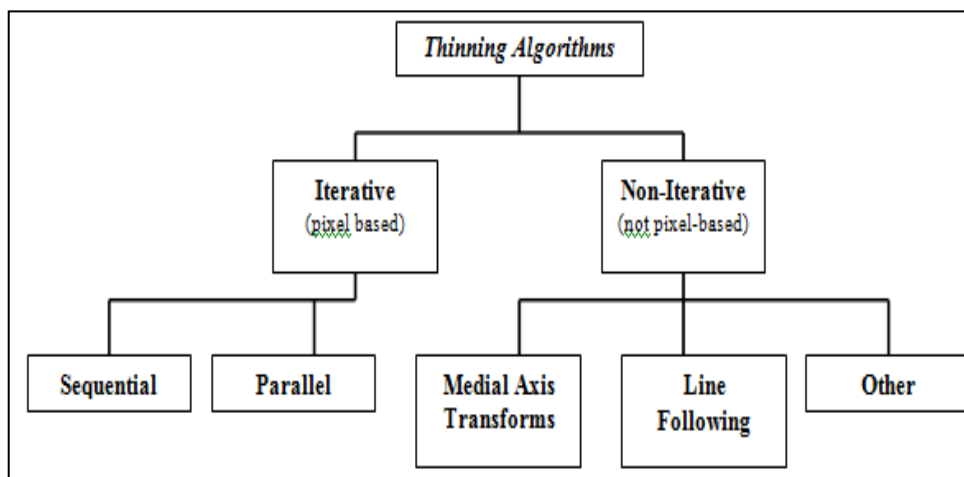 Thinning Algorithms
Iterative
(pixel based)
Non-Iterative
(not pixel-based)
Sequential
Parallel
Medial Axis
Transforms
Line
Following
Other